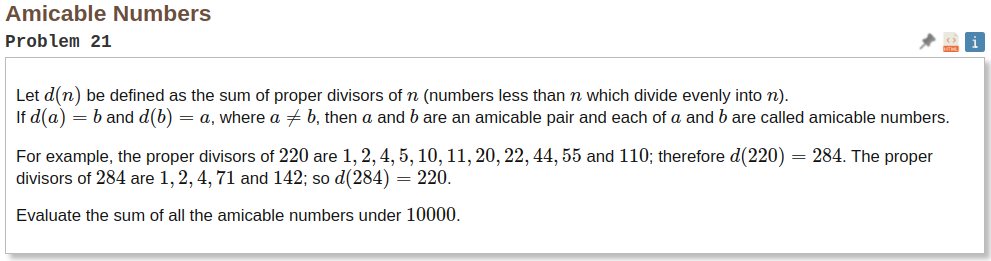 Amicable Numbers
Problem 21
HTML
i
Let d(n) be defined as the sum of proper divisors of n (numbers less than n which divide evenly into n).
If d(a) = b and d(b) = a, where a ≠ b, then a and b are an amicable pair and each of a and b are called amicable numbers.
For example, the proper divisors of 220 are 1, 2, 4, 5, 10, 11, 20, 22, 44, 55 and 110; therefore d(220) = 284. The proper
divisors of 284 are 1, 2, 4, 71 and 142; so d(284) = 220.
Evaluate the sum of all the amicable numbers under 10000.